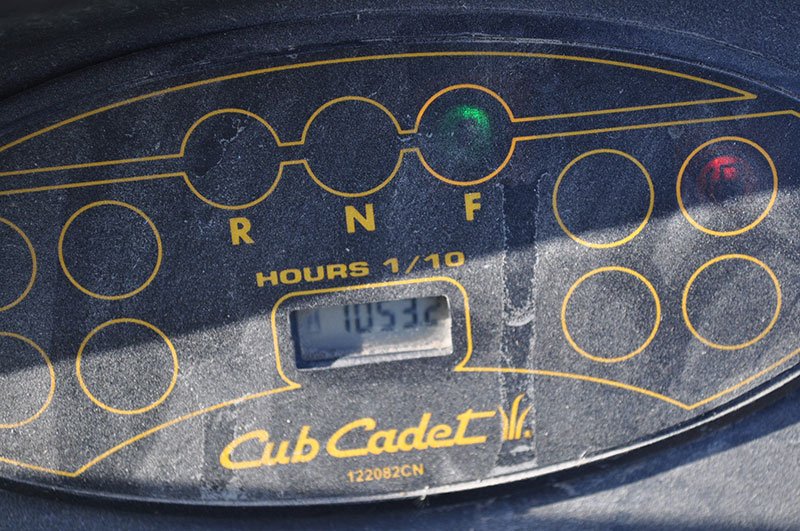 R N F
HOURS 1/10
10532
Cub Cadet
122082CN